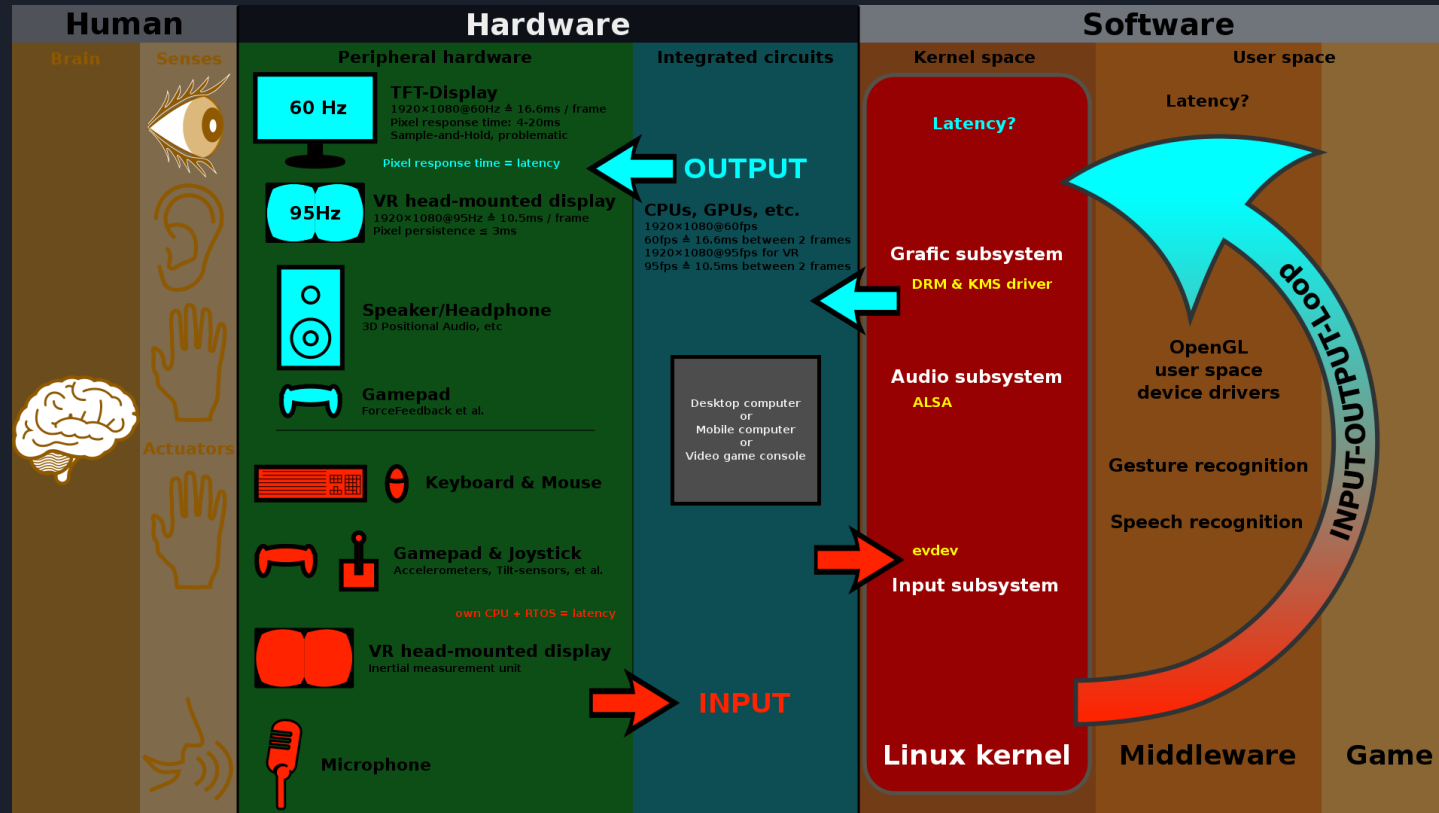 Human
Hardware
Software
Brain
Senses
Peripheral hardware
Integrated circuits
Kernel space
User space
60 Hz
TFT-Display
1920×1080@60Hz ≙ 16.6ms / frame
Pixel response time: 4-20ms
Sample-and-Hold, problematic
Pixel response time = latency
OUTPUT
95Hz
VR head-mounted display
1920×1080@95Hz ≙ 10.5ms / frame
Pixel persistence ≤ 3ms
CPUs, GPUs, etc.
1920×1080@60fps
60fps ≙ 16.6ms between 2 frames
1920×1080@95fps for VR
95fps ≙ 10.5ms between 2 frames
Speaker/Headphone
3D Positional Audio, etc
Gamepad
ForceFeedback et al.
Actuators
Desktop computer
or
Mobile computer
or
Video game console
Keyboard & Mouse
Gamepad & Joystick
Accelerometers, Tilt-sensors, et al.
own CPU + RTOS = latency
VR head-mounted display
Inertial measurement unit
INPUT
Microphone
Latency?
Grafic subsystem
DRM & KMS driver
Audio subsystem
ALSA
evdev
Input subsystem
Linux kernel
Latency?
OpenGL
user space
device drivers
Gesture recognition
Speech recognition
INPUT-OUTPUT-Loop
Middleware
Game